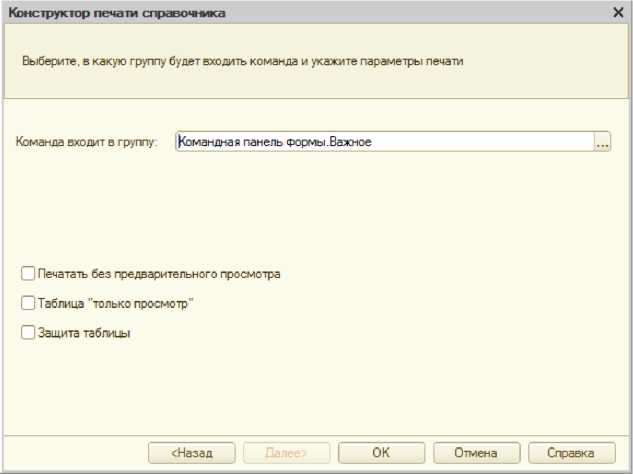 Конструктор печати справочника
Выберите, в какую группу будет входить команда и укажите параметры печати
Команда входит в группу: Командная панель формы.Важное ...
Печатать без предварительного просмотра
Таблица "только просмотр"
Защита таблицы
<Назад Далее> ОК Отмена Справка